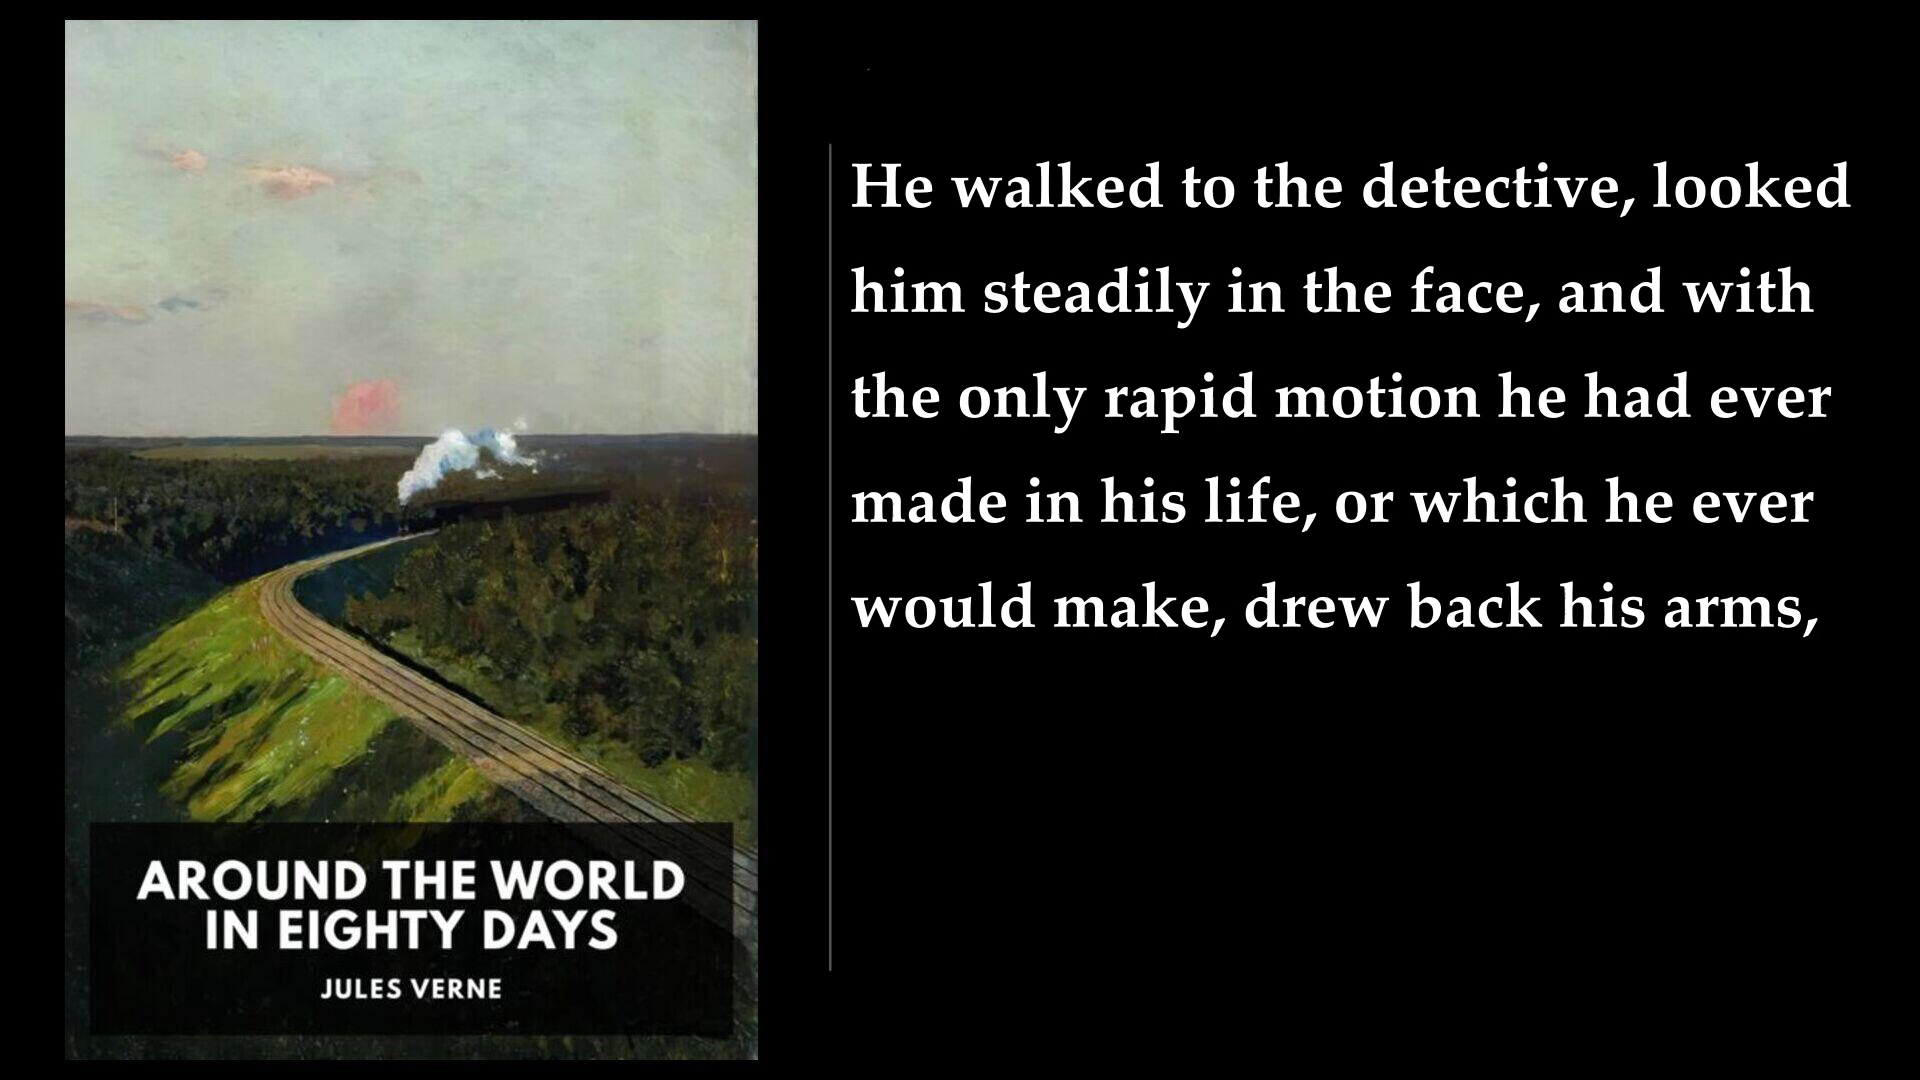 He walked to the detective, looked
him steadily in the face, and with
the only rapid motion he had ever
made in his life, or which he ever
would make, drew back his arms,
AROUND THE WORLD
IN EIGHTY DAYS
JULES VERNE